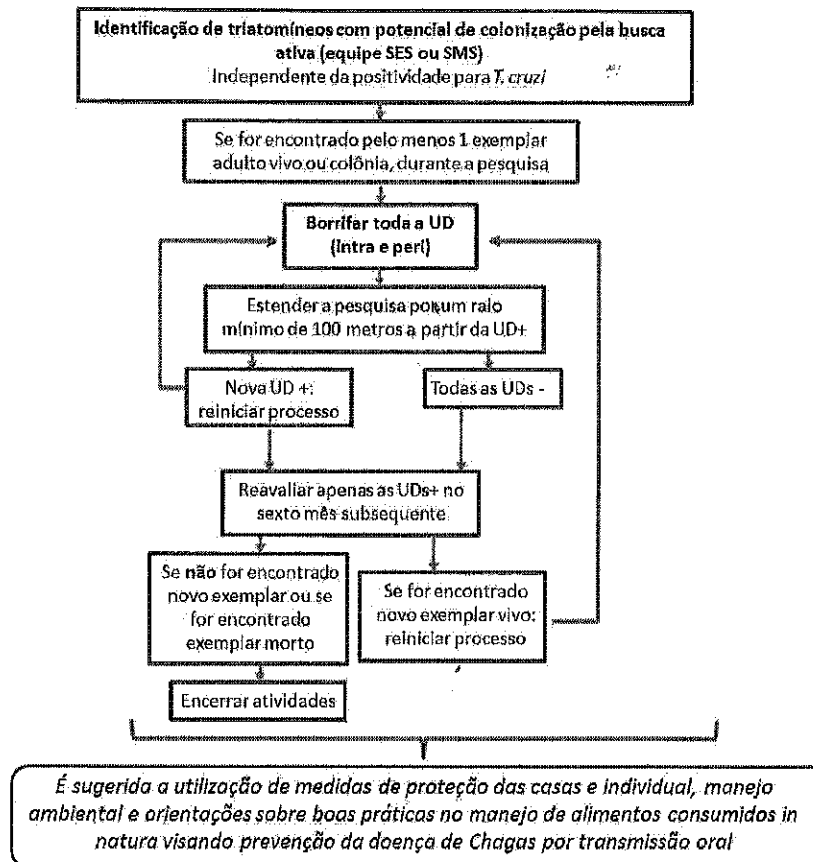 Identificação de triatomíneos com potencial de colonização pela busca
ativa (equipe SES ou SMS)
Independente da positividade para T. cruzi
Se for encontrado pelo menos 1 exemplar
adulto vivo ou colônia, durante a pesquisa
Borrifar toda a UD
(intra e peri)
Estender a pesquisa por um raio
mínimo de 100 metros a partir da UD+
Nova UD +:
reiniciar processo
Todas as UDs -
Reavaliar apenas as UDs+ no
sexto mês subsequente
Se não for encontrado
novo exemplar ou se
for encontrado
exemplar morto
Se for encontrado
novo exemplar vivo:
reiniciar processo
Encerrar atividades
É sugerida a utilização de medidas de proteção das casas e individual, manejo
ambiental e orientações sobre boas práticas no manejo de alimentos consumidos in
natura visando prevenção da doença de Chagas por transmissão oral